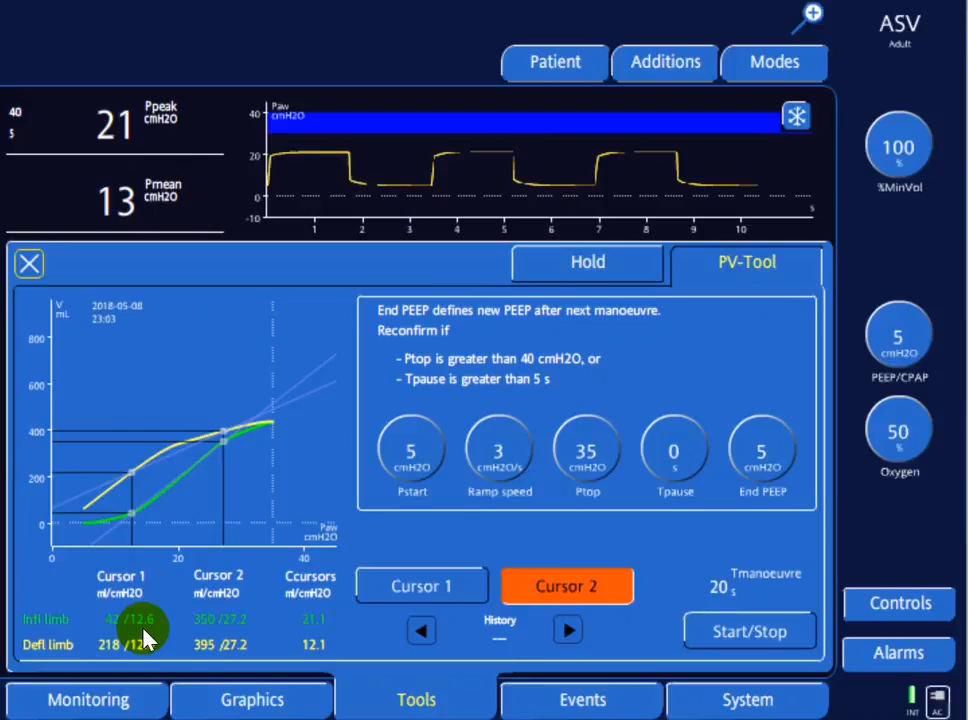 ASV
Adult
Patient
Additions
Modes
40
s
21
Ppeak
cmH2O
13
Pmean
cmH2O
Paw
cmH2O
40
20
0
-10
1 2 3 4 5 6 7 8 9 10
s
100
%
%MinVol
Hold
PV-Tool
V
mL
2018-05-08
23:03
800
600
400
200
0
0 20 40
Paw
cmH2O
End PEEP defines new PEEP after next manoeuvre.
Reconfirm if
- Ptop is greater than 40 cmH2O, or
- Tpause is greater than 5 s
5
cmH2O
Pstart
3
cmH2O/s
Ramp speed
35
cmH2O
Ptop
0
s
Tpause
5
cmH2O
End PEEP
5
cmH2O
PEEP/CPAP
50
%
Oxygen
Cursor 1 Cursor 2 Ccursors
ml/cmH2O ml/cmH2O ml/cmH2O
Infl limb 42 /12.6 350 /27.2 21.1
Defl limb 218 395 /27.2 12.1
Cursor 1
Cursor 2
20 s
Tmanoeuvre
History
---
Start/Stop
Controls
Alarms
Monitoring
Graphics
Tools
Events
System
INT
AC